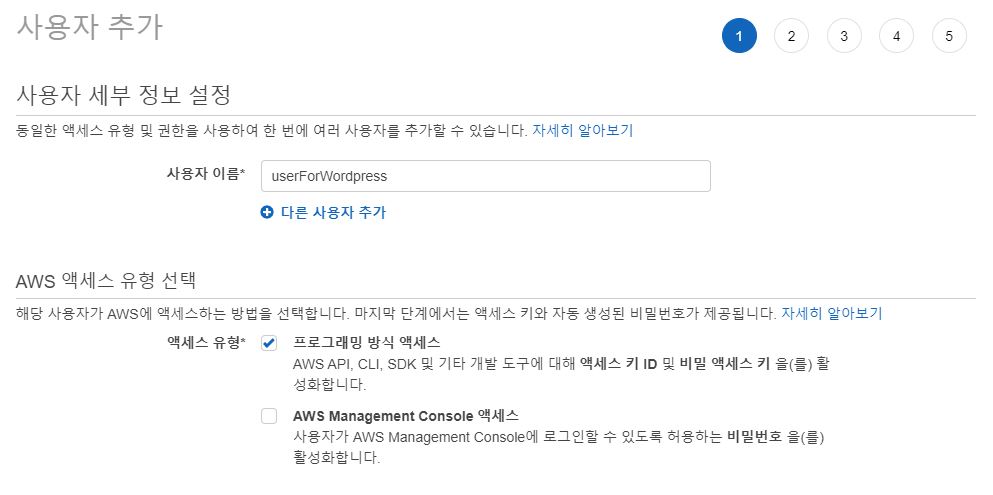 사용자 추가
1 2 3 4 5
사용자 세부 정보 설정
동일한 액세스 유형 및 권한을 사용하여 한 번에 여러 사용자를 추가할 수 있습니다. 자세히 알아보기
사용자 이름* userForWordpress
다른 사용자 추가
AWS 액세스 유형 선택
해당 사용자가 AWS에 액세스하는 방법을 선택합니다. 마지막 단계에서는 액세스 키와 자동 생성된 비밀번호가 제공됩니다. 자세히 알아보기
액세스 유형* 프로그래밍 방식 액세스
AWS API, CLI, SDK 및 기타 개발 도구에 대해 액세스 키 ID 및 비밀 액세스 키 을(를) 활
성화합니다.
AWS Management Console 액세스
사용자가 AWS Management Console에 로그인할 수 있도록 허용하는 비밀번호 을(를)
활성화합니다.